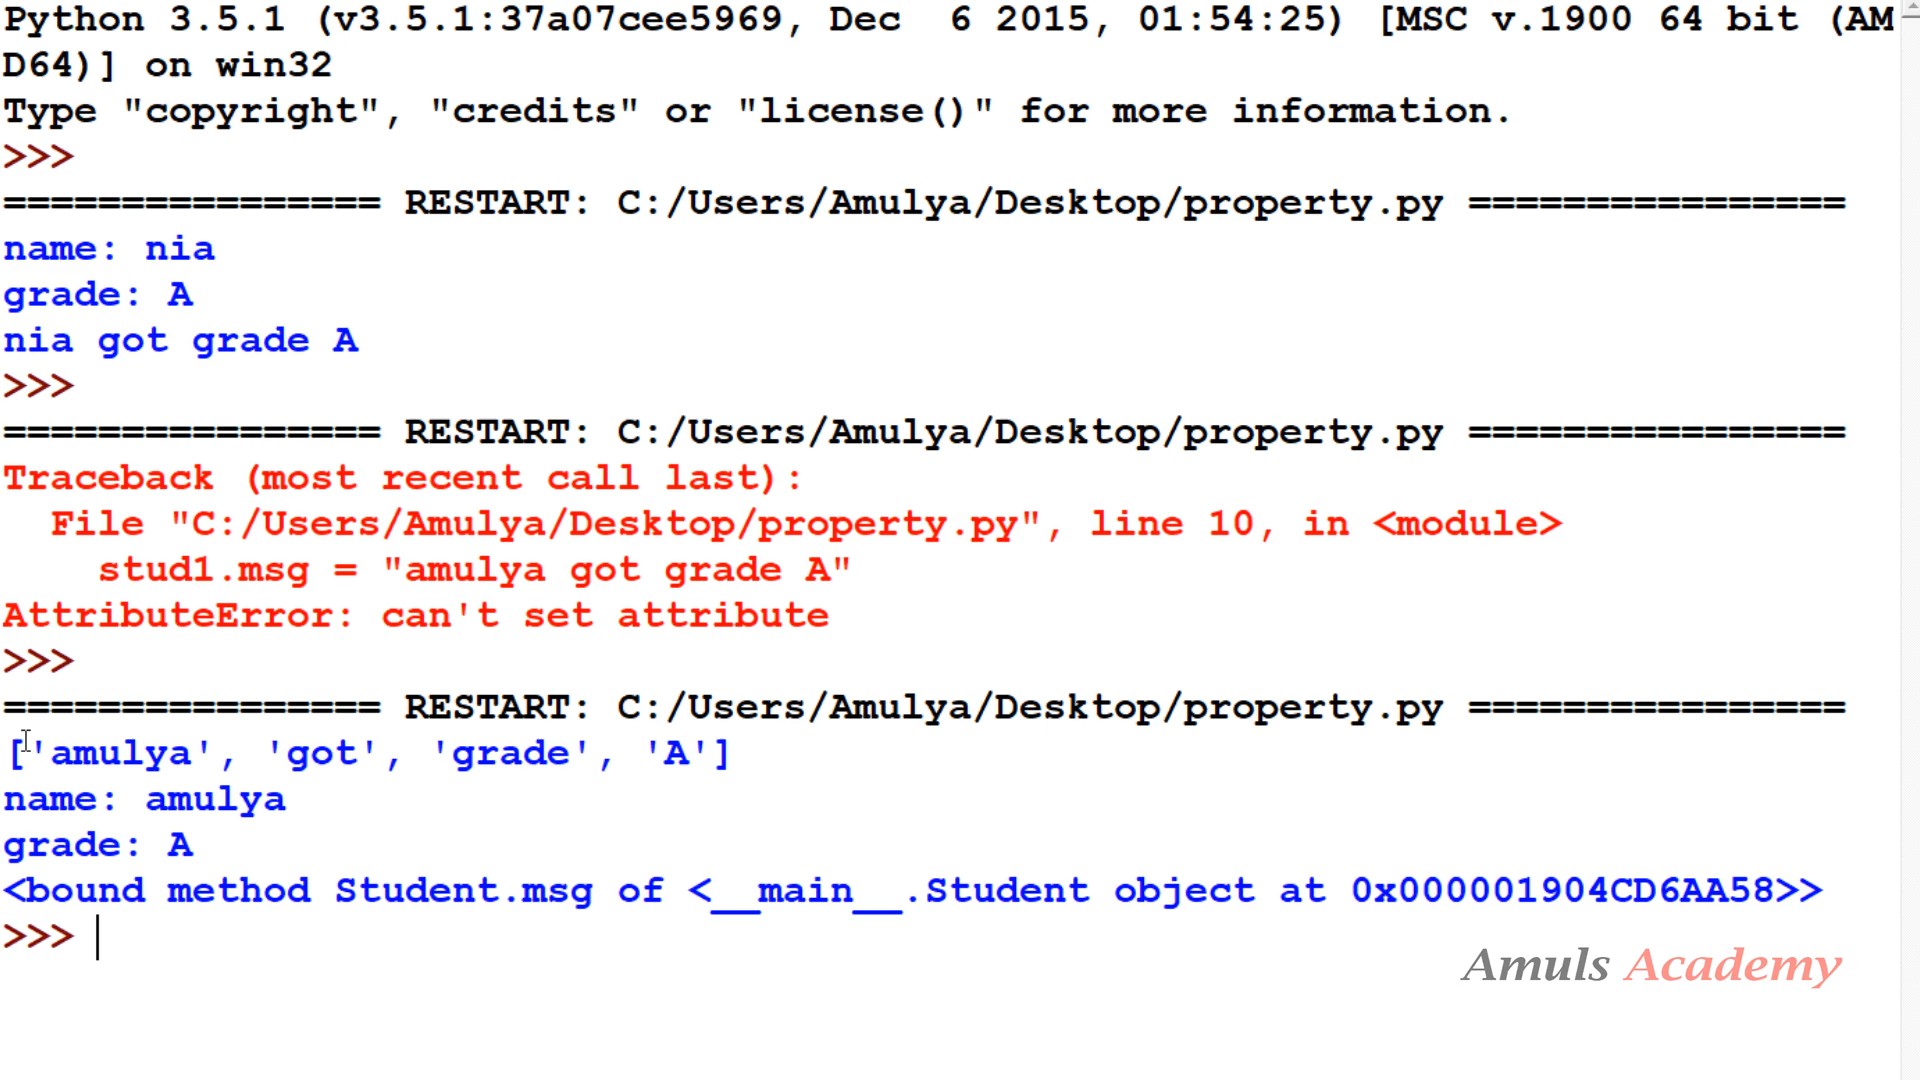 Python 3.5.1 (v3.5.1:37a07cee5969, Dec  6 2015, 01:54:25) [MSC v.1900 64 bit (AM
D64)] on win32
Type "copyright", "credits" or "license()" for more information.
>>>
================ RESTART: C:/Users/Amulya/Desktop/property.py ================
name: nia
grade: A
nia got grade A
>>>
================ RESTART: C:/Users/Amulya/Desktop/property.py ================
Traceback (most recent call last):
  File "C:/Users/Amulya/Desktop/property.py", line 10, in <module>
    stud1.msg = "amulya got grade A"
AttributeError: can't set attribute
>>>
================ RESTART: C:/Users/Amulya/Desktop/property.py ================
['amulya', 'got', 'grade', 'A']
name: amulya
grade: A
<bound method Student.msg of <__main__.Student object at 0x000001904CD6AA58>>
>>>
Amuls Academy